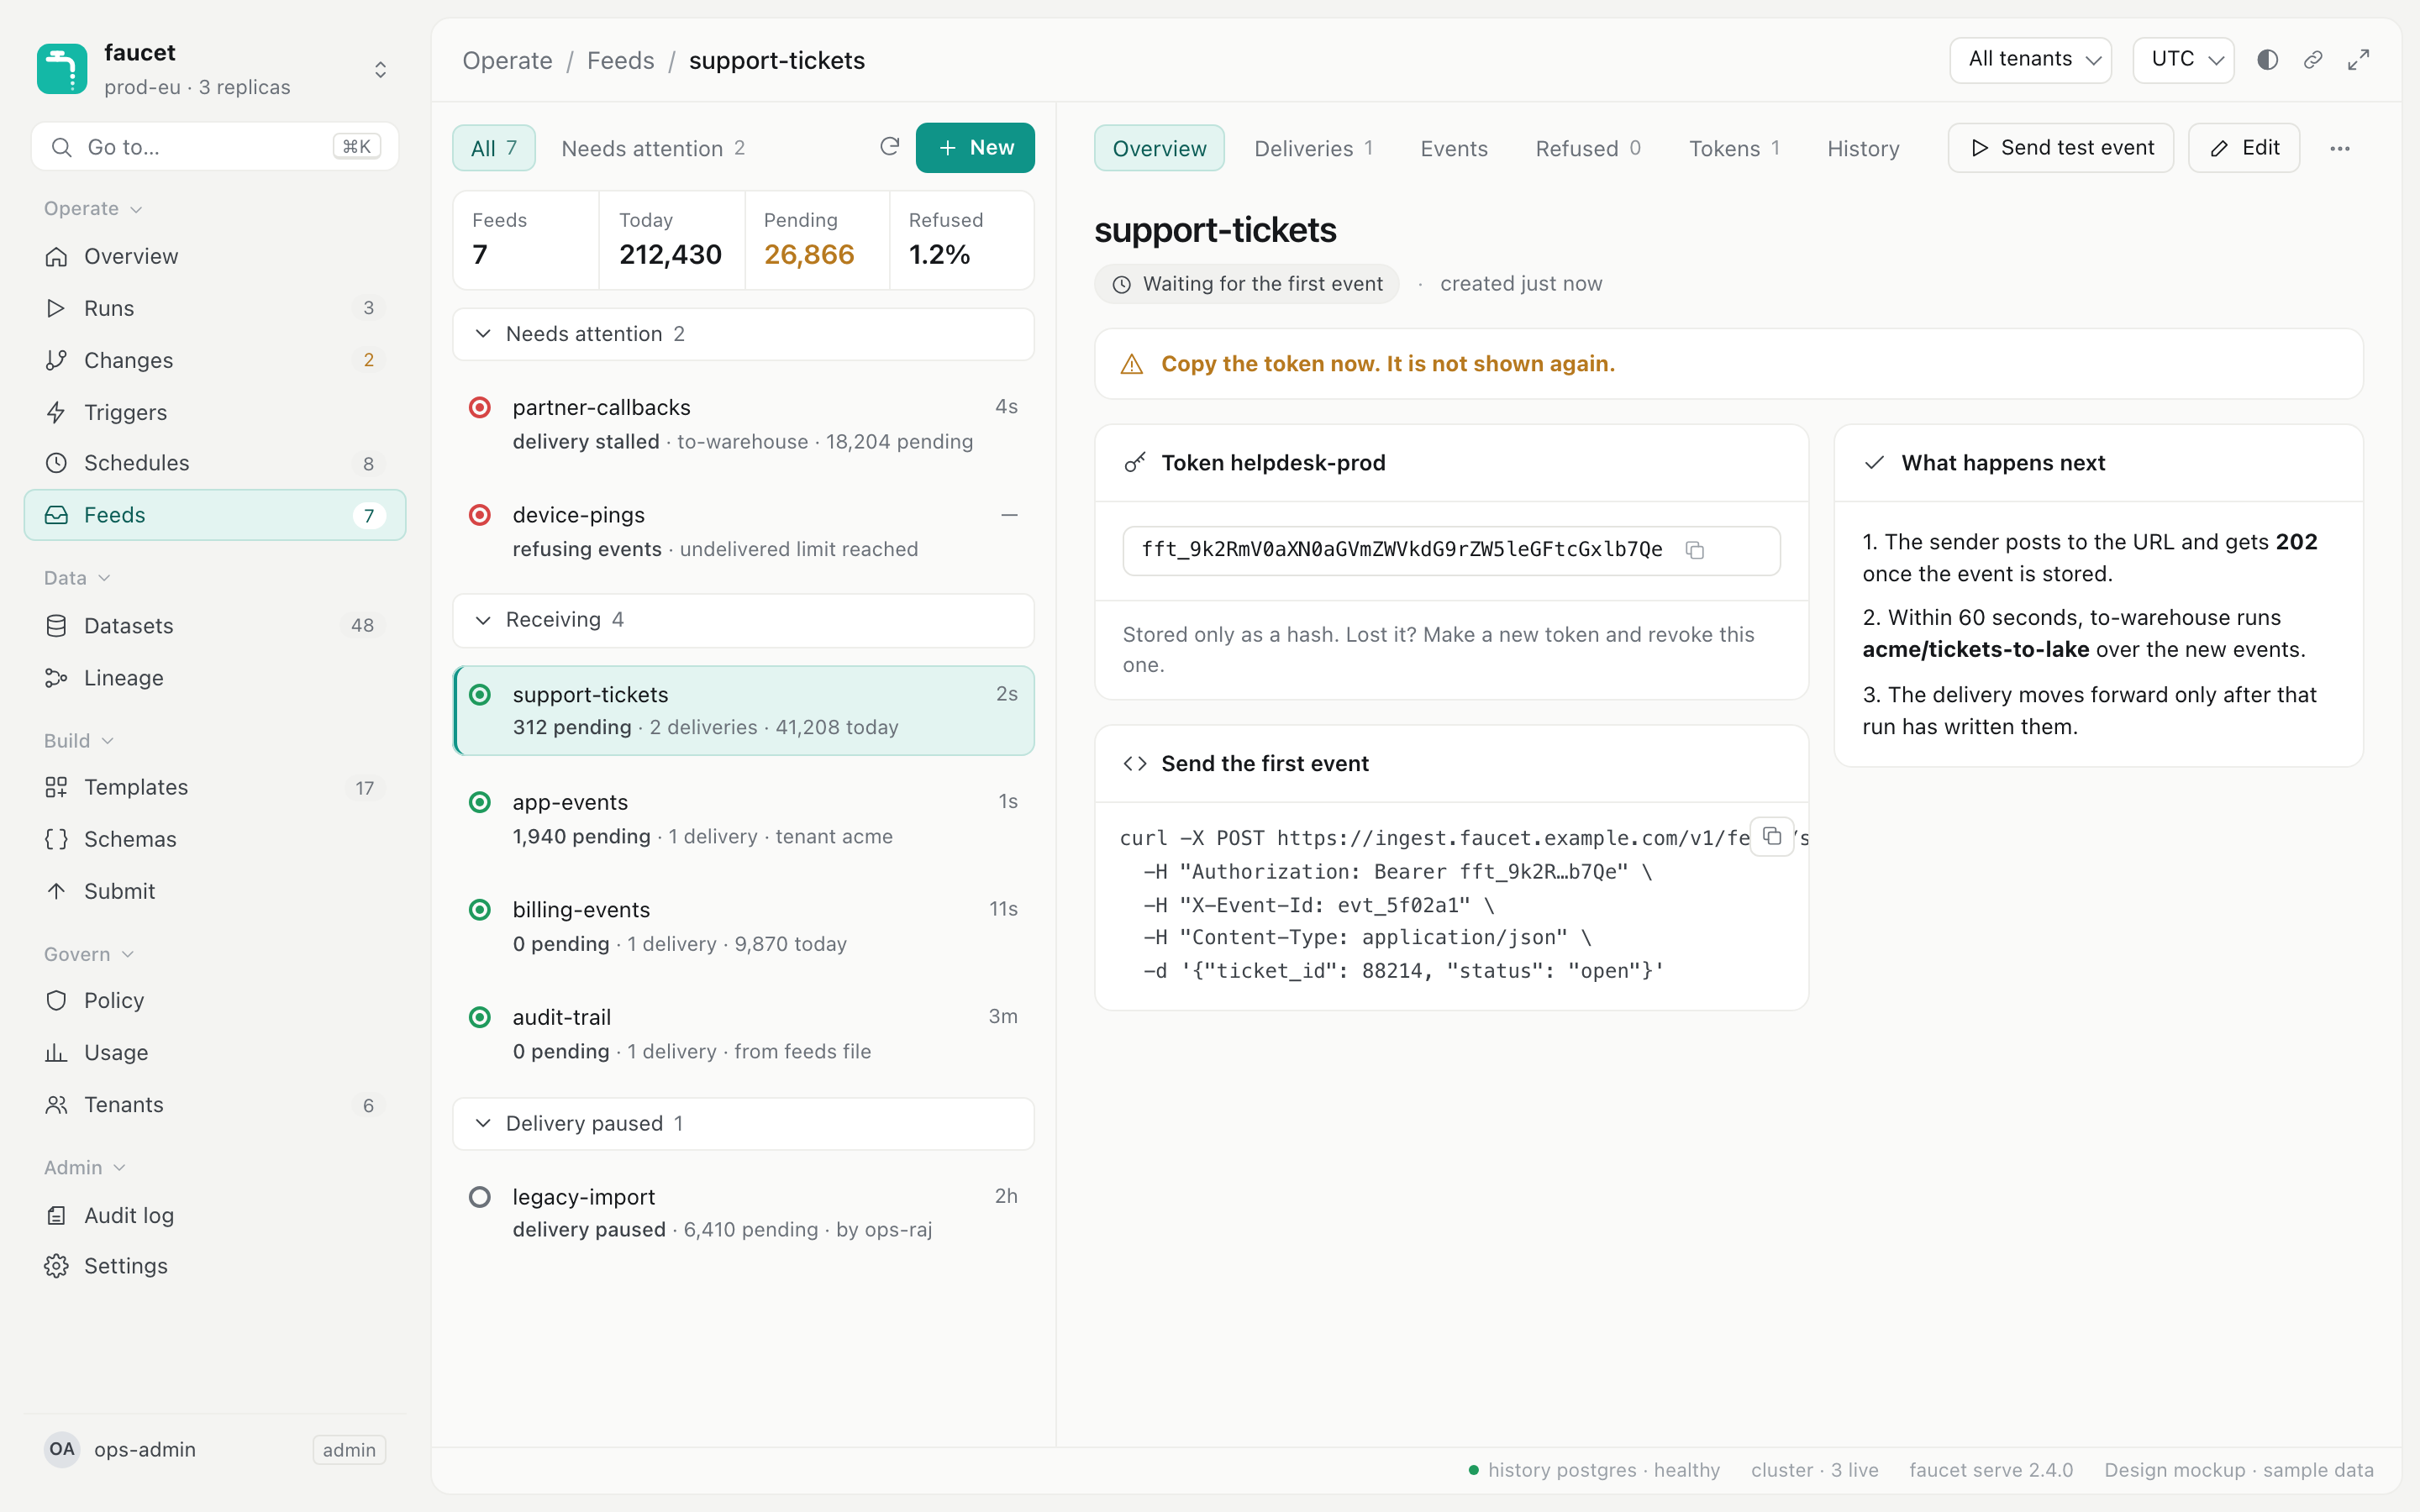 faucet
prod-eu · 3 replicas
Go to...
⌘K
Operate
Overview
Runs 3
Changes 2
Triggers
Schedules 8
Feeds 7
Data
Datasets 48
Lineage
Build
Templates 17
Schemas
Submit
Govern
Policy
Usage
Tenants 6
Admin
Audit log
Settings
OA ops-admin admin
Operate / Feeds / support-tickets
All tenants
UTC
All 7
Needs attention 2
New
Feeds
7
Today
212,430
Pending
26,866
Refused
1.2%
Needs attention 2
partner-callbacks 4s
delivery stalled · to-warehouse · 18,204 pending
device-pings —
refusing events · undelivered limit reached
Receiving 4
support-tickets 2s
312 pending · 2 deliveries · 41,208 today
app-events 1s
1,940 pending · 1 delivery · tenant acme
billing-events 11s
0 pending · 1 delivery · 9,870 today
audit-trail 3m
0 pending · 1 delivery · from feeds file
Delivery paused 1
legacy-import 2h
delivery paused · 6,410 pending · by ops-raj
Overview
Deliveries 1
Events
Refused 0
Tokens 1
History
Send test event
Edit
support-tickets
Waiting for the first event · created just now
Copy the token now. It is not shown again.
Token helpdesk-prod
fft_9k2RmV0aXN0aGVmZWVkdG9rZW5leGFtcGxlb7Qe
Stored only as a hash. Lost it? Make a new token and revoke this
one.
Send the first event
curl -X POST https://ingest.faucet.example.com/v1/fe /s
-H "Authorization: Bearer fft_9k2R…b7Qe" \
-H "X-Event-Id: evt_5f02a1" \
-H "Content-Type: application/json" \
-d '{"ticket_id": 88214, "status": "open"}'
What happens next
1. The sender posts to the URL and gets 202
once the event is stored.
2. Within 60 seconds, to-warehouse runs
acme/tickets-to-lake over the new events.
3. The delivery moves forward only after that
run has written them.
history postgres · healthy
cluster · 3 live
faucet serve 2.4.0
Design mockup · sample data